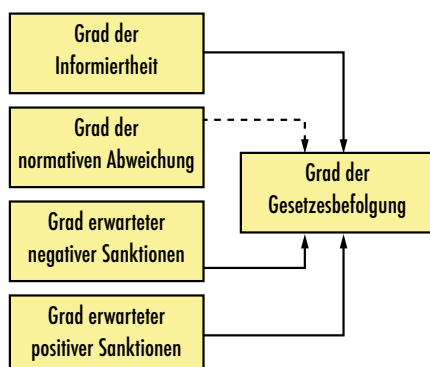 Grad der
Informiertheit
Grad der
normativen Abweichung
Grad der
Gesetzesbefolgung
Grad erwarteter
negativer Sanktionen
Grad erwarteter
positiver Sanktionen